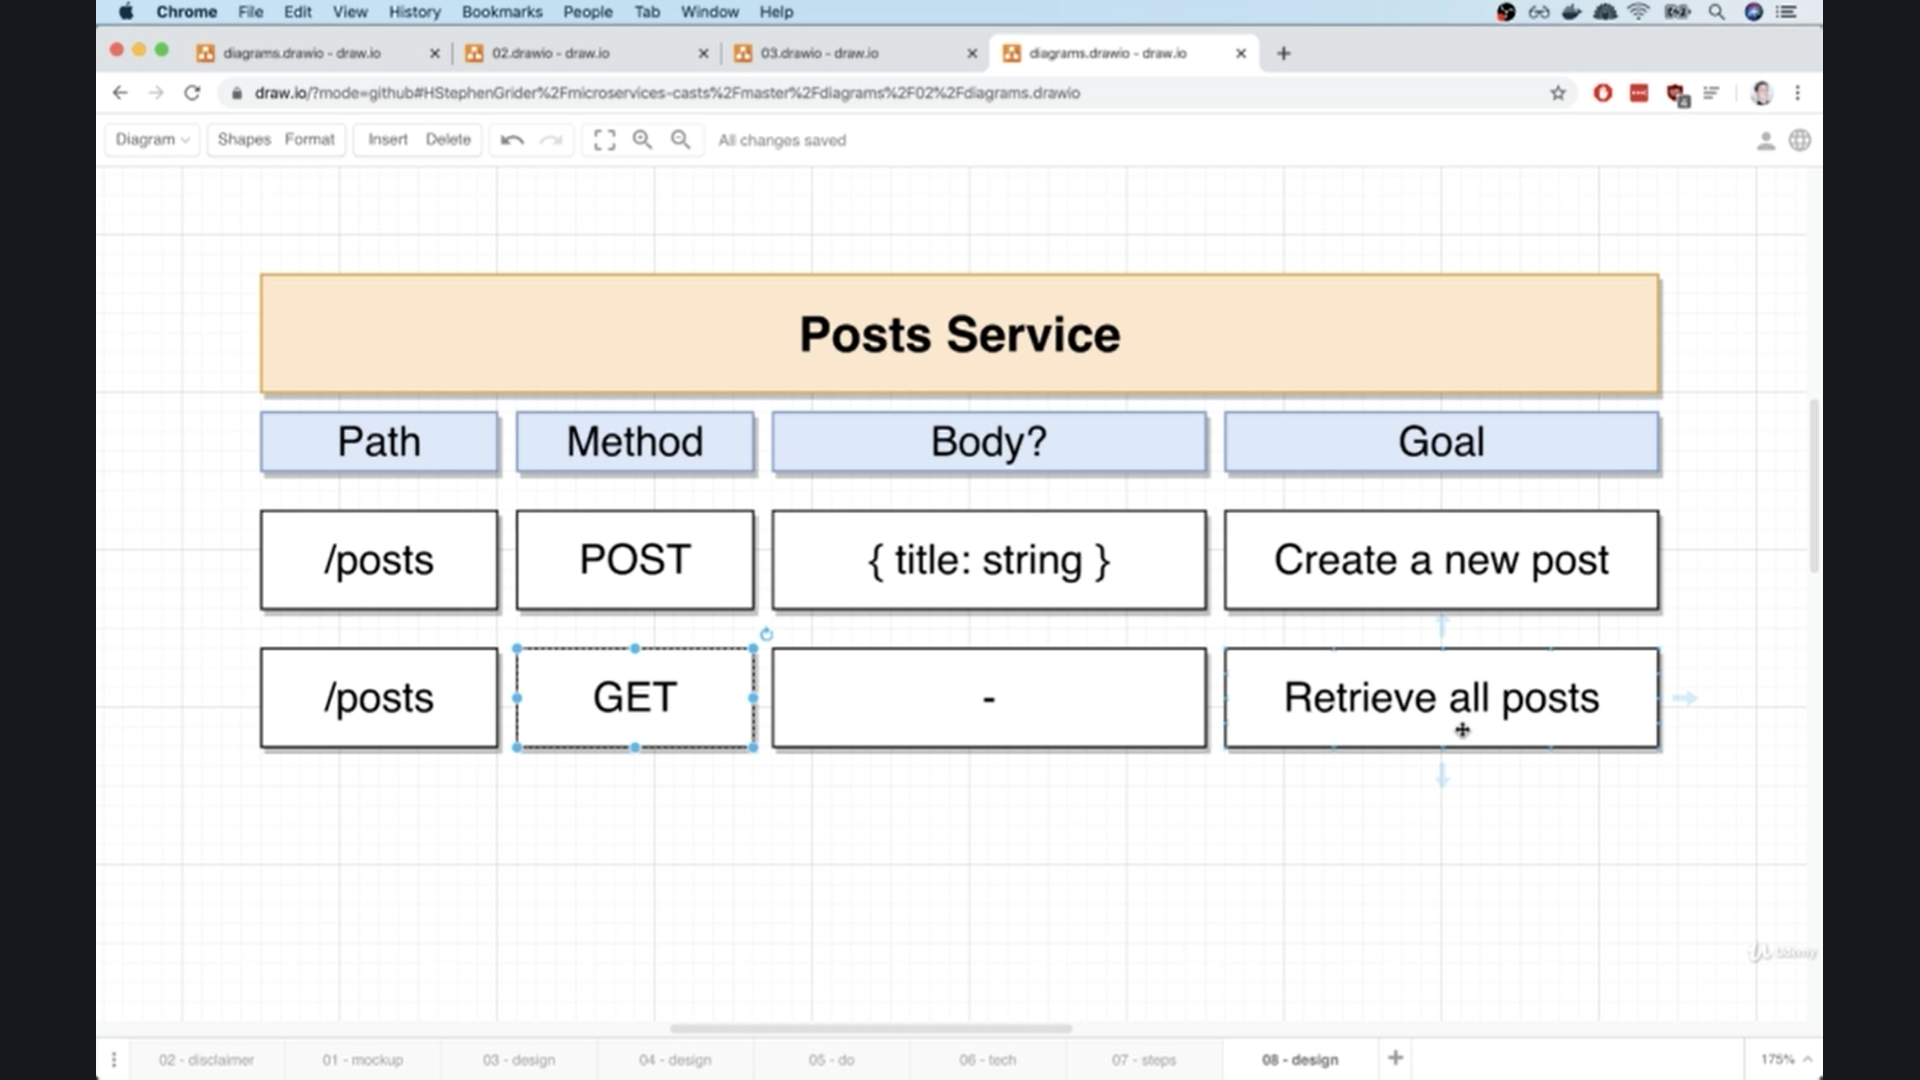 Chrome File Edit View History Bookmarks People Tab Window Help
diagrams.drawio - draw.io 02.drawio - draw.io 03.drawio - draw.io diagrams.drawio - draw.io
draw.io/?mode=github#HStephenGrider%2Fmicroservices-casts%2Fmaster%2Fdiagrams%2F02%2Fdiagrams.drawio
Diagram Shapes Format Insert Delete All changes saved
Posts Service
Path Method Body? Goal
/posts POST { title: string } Create a new post
/posts GET - Retrieve all posts
Udemy
02 - disclaimer 01 - mockup 03 - design 04 - design 05 - do 06 - tech 07 - steps 08 - design 175%